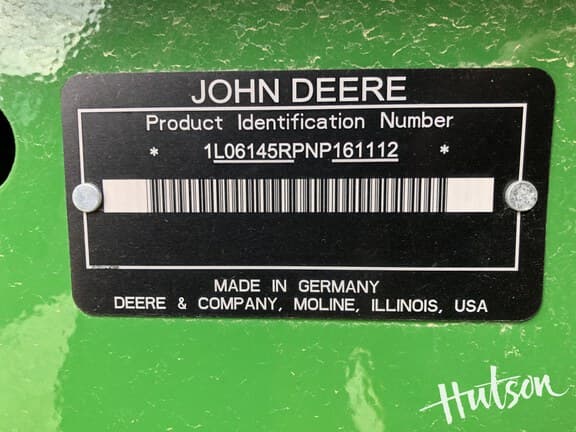 JOHN DEERE
Product Identification Number
* 1L06145RPNP161112 *
MADE IN GERMANY
DEERE & COMPANY, MOLINE, ILLINOIS, USA
Hutson